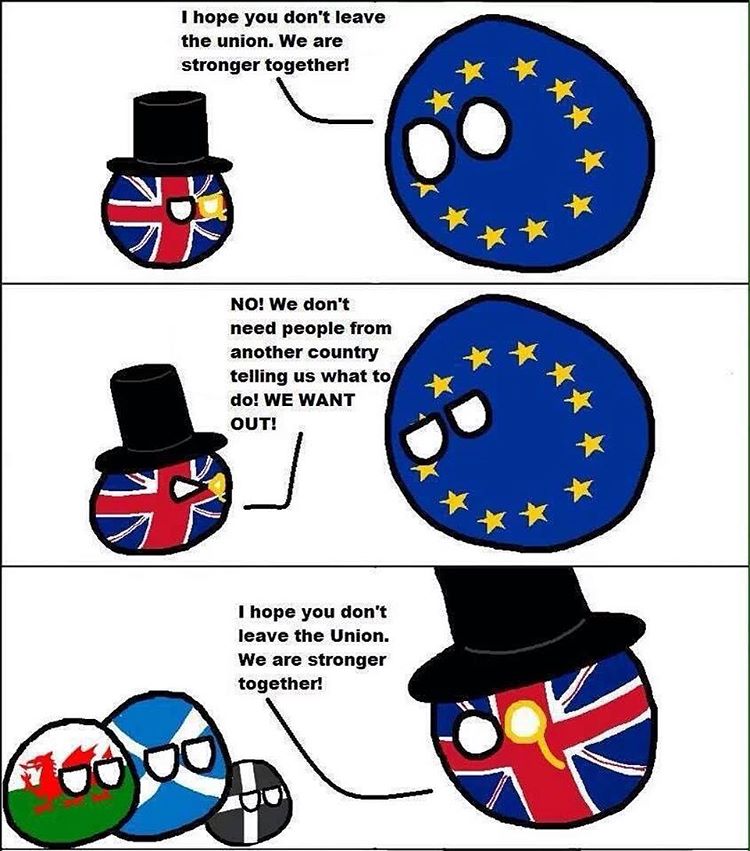 I hope you don't leave
the union. We are
stronger together!
NO! We don't
need people from
another country
telling us what to
do! WE WANT
OUT!
I hope you don't
leave the Union.
We are stronger
together!